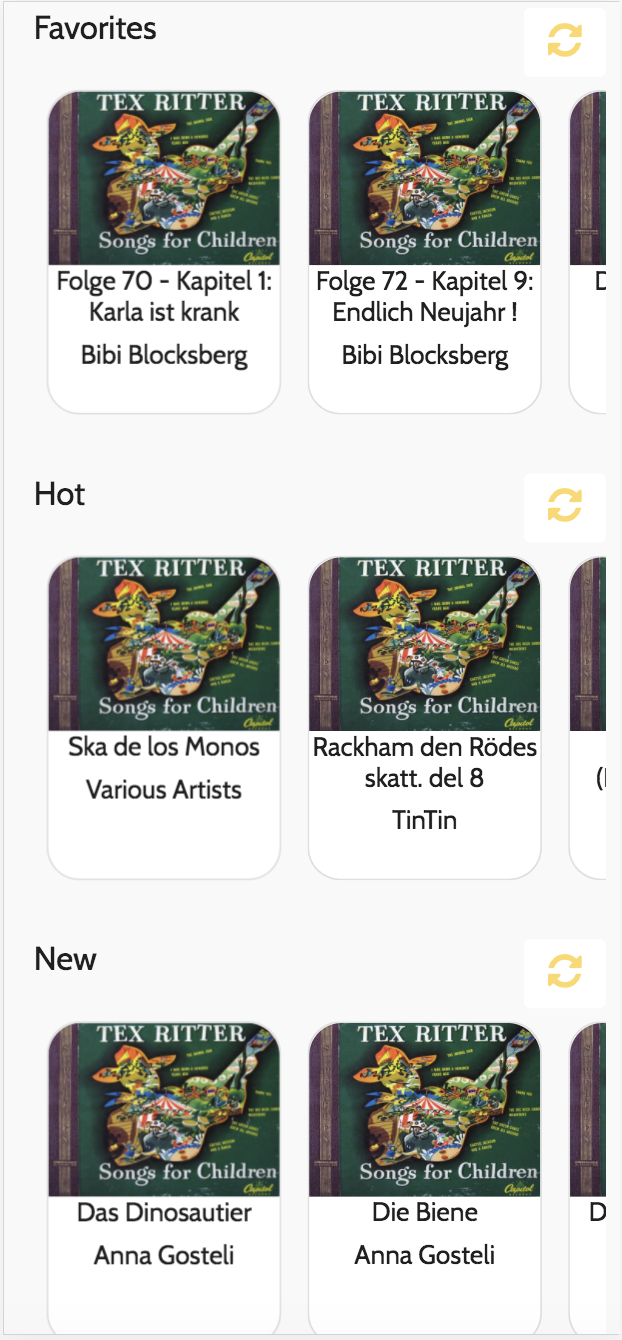 Favorites
TEX RITTER
Songs for Children
Capitol
TEX RITTER
Songs for Children
Capitol
Folge 70 - Kapitel 1:
Karla ist krank
Bibi Blocksberg
Folge 72 - Kapitel 9:
Endlich Neujahr !
Bibi Blocksberg
D
Hot
TEX RITTER
Songs for Children
Capitol
TEX RITTER
Songs for Children
Capitol
Ska de los Monos
Various Artists
Rackham den Rödes
skatt. del 8
TinTin
New
TEX RITTER
Songs for Children
Capitol
TEX RITTER
Songs for Children
Capitol
Das Dinosautier
Anna Gosteli
Die Biene
Anna Gosteli
D